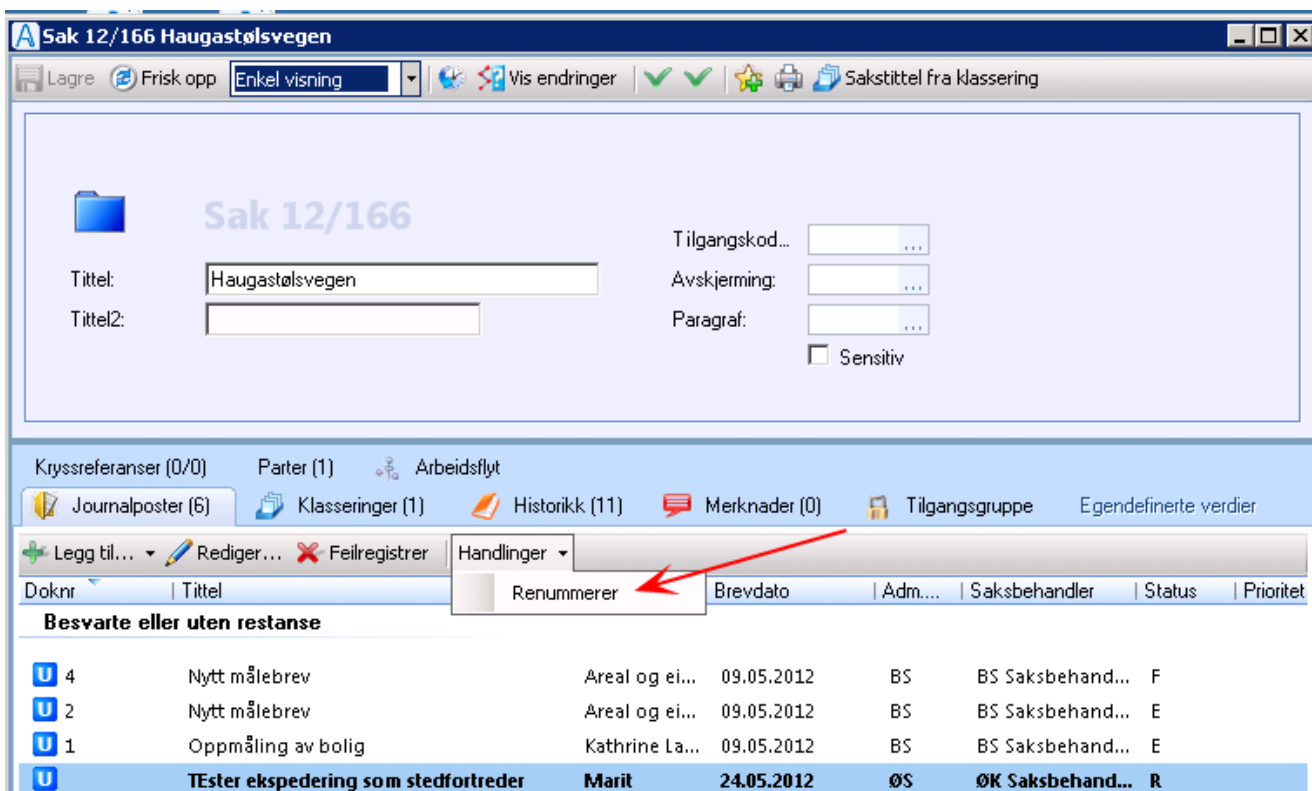 Sak 12/166 Haugastølsvegen
Lagre Frisk opp Enkel visning Vis endringer Sakstittel fra klassering
Sak 12/166
Tilgangskod... ...
Tittel: Haugastølsvegen Avskjerming: ...
Tittel2: Paragraf: ...
Sensitiv
Kryssreferanser (0/0) Parter (1) Arbeidsflyt
Journalposter (6) Klasseringer (1) Historikk (11) Merknader (0) Tilgangsgruppe Egendefinerte verdier
Legg til... Rediger... Feilregistrer Handlinger
Renummerer
Doknr Tittel Brevdato Adm.... Saksbehandler Status Prioritet
Besvarte eller uten restanse
U 4 Nytt målebrev Areal og ei... 09.05.2012 BS BS Saksbehand... F
U 2 Nytt målebrev Areal og ei... 09.05.2012 BS BS Saksbehand... E
U 1 Oppmåling av bolig Kathrine La... 09.05.2012 BS BS Saksbehand... E
U TEster ekspedering som stedfortreder Marit 24.05.2012 ØS ØK Saksbehand... R